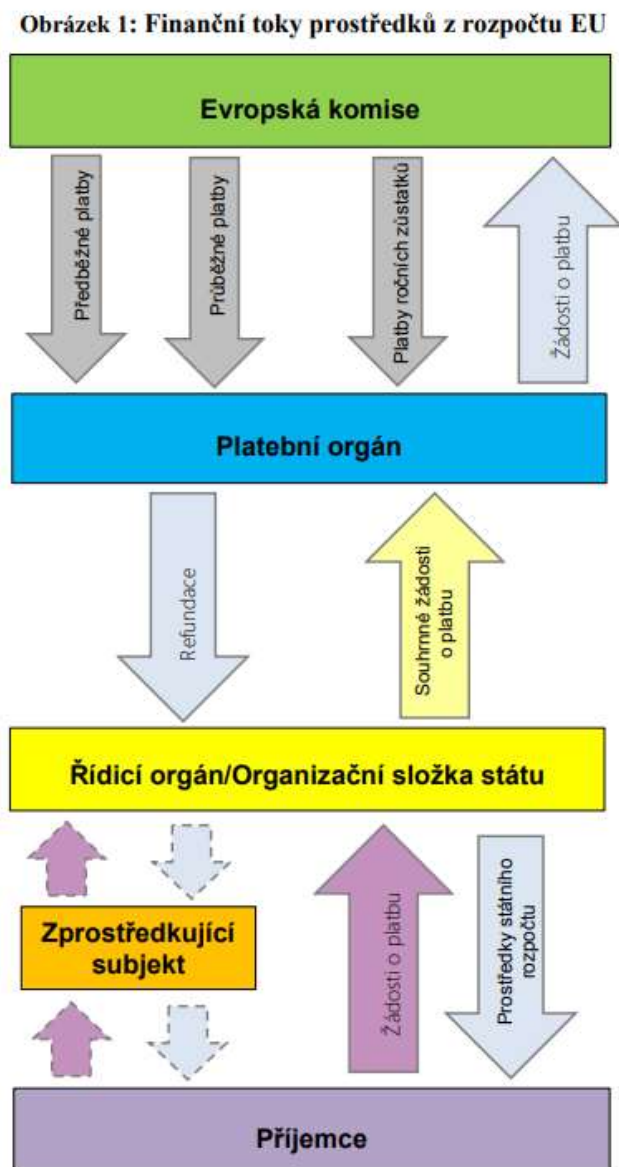 Obrázek 1: Finanční toky prostředků z rozpočtu EU
Evropská komise
Předběžné platby
Průběžné platby
Platby ročních zůstatků
Žádosti o platbu
Platební orgán
Refundace
Souhrnné žádosti
o platbu
Řídicí orgán/Organizační složka státu
Zprostředkující
subjekt
Žádosti o platbu
Prostředky státního
rozpočtu
Příjemce